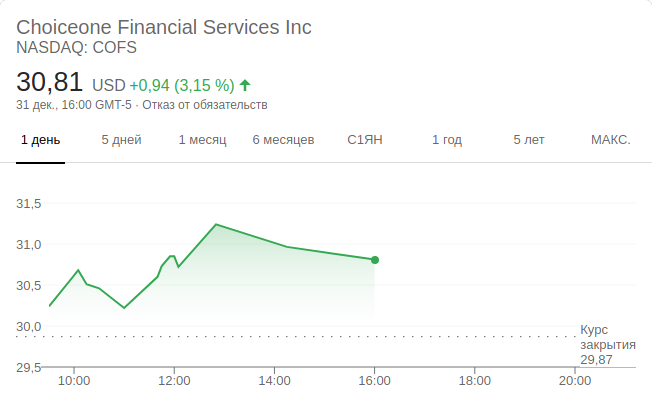 Choiceone Financial Services Inc
NASDAQ: COFS
30,81 USD +0,94 (3,15 %)
31 дек., 16:00 GMT-5 · Отказ от обязательств
1 день 5 дней 1 месяц 6 месяцев С1ЯН 1 год 5 лет МАКС.
31,5
31,0
30,5
30,0
Курс
закрытия
29,87
29,5
10:00 12:00 14:00 16:00 18:00 20:00